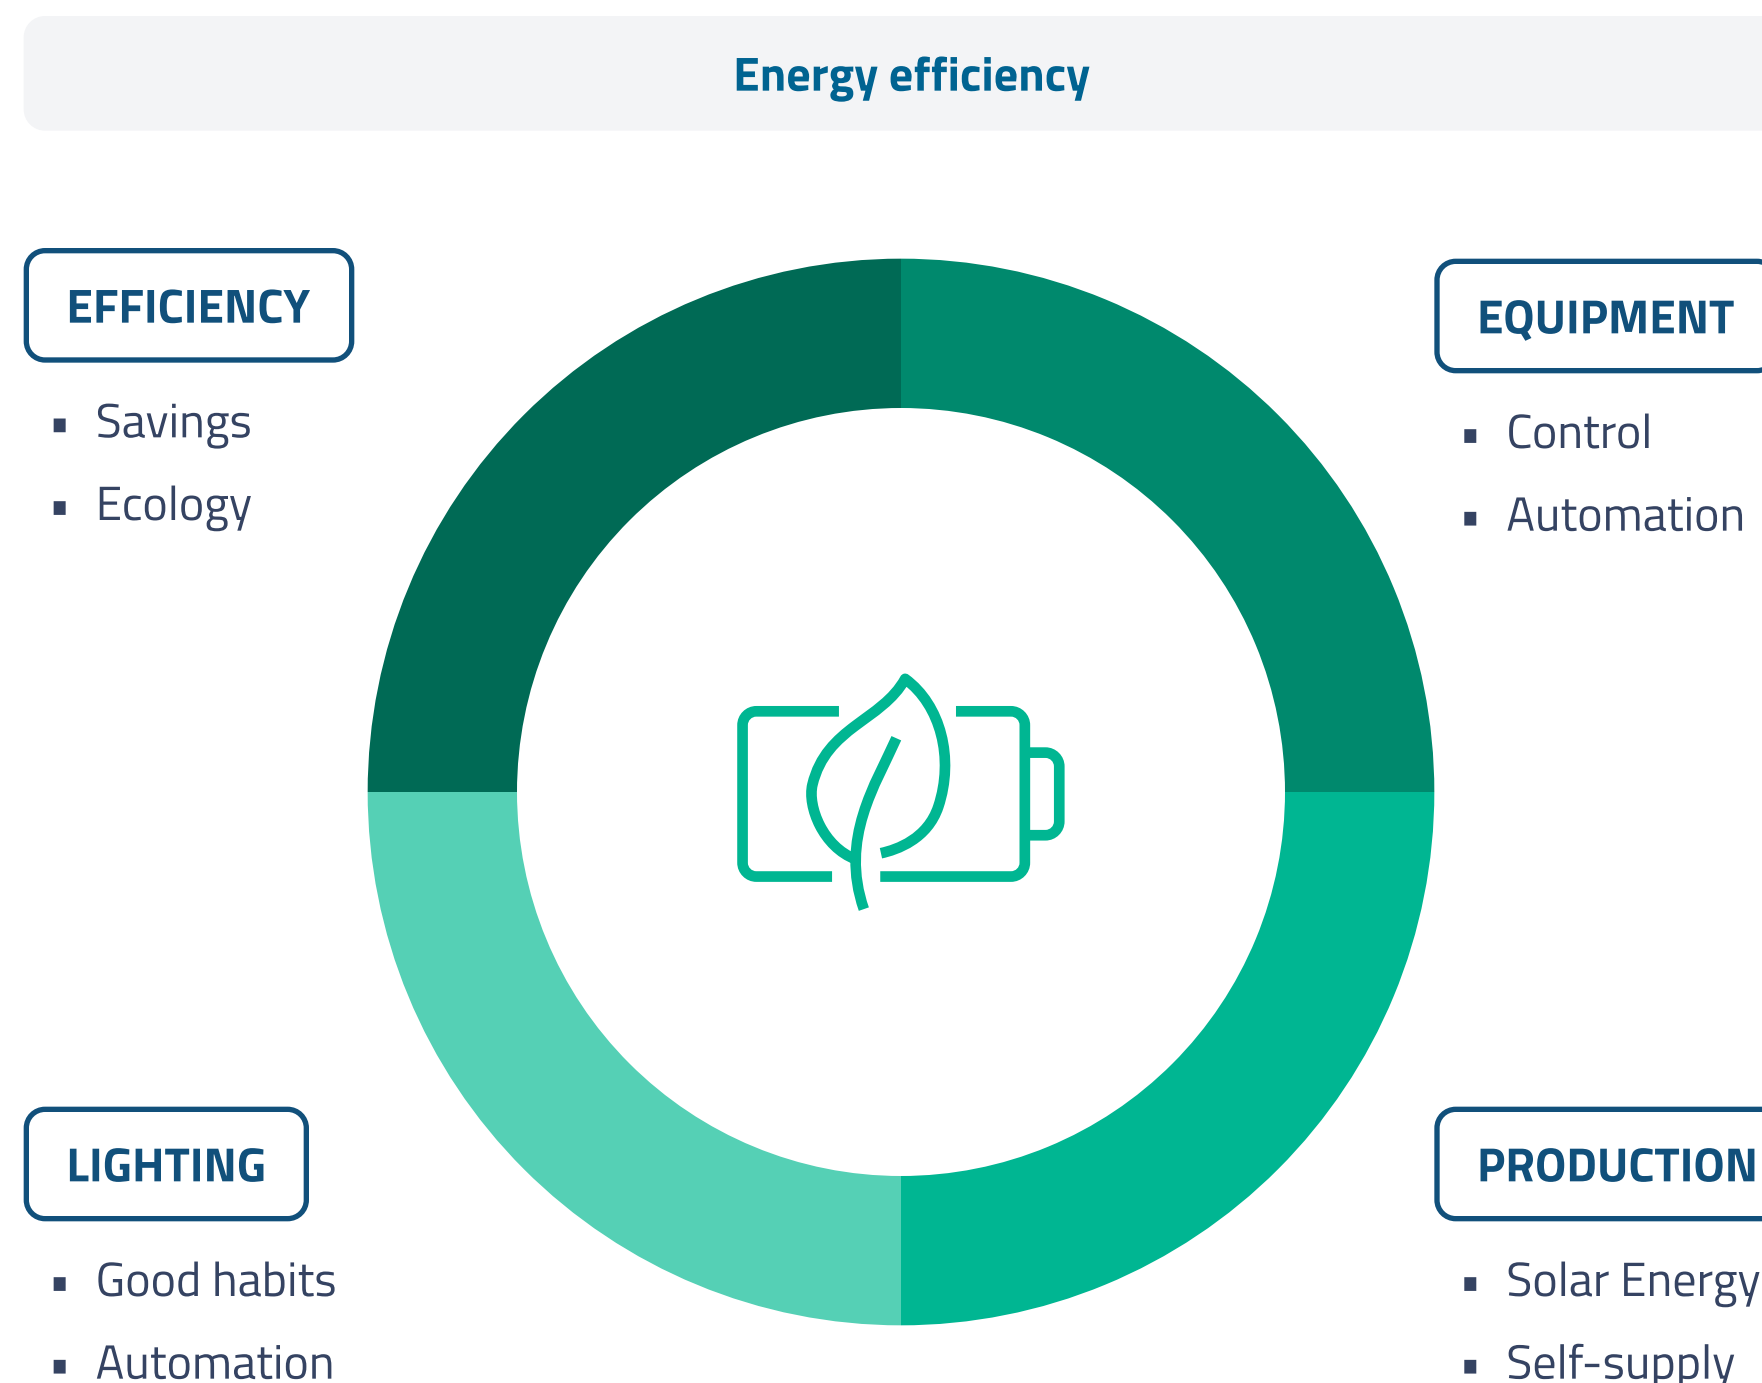 Energy efficiency
EFFICIENCY
▪ Savings
▪ Ecology
EQUIPMENT
▪ Control
▪ Automation
LIGHTING
▪ Good habits
▪ Automation
PRODUCTION
▪ Solar Energy
▪ Self-supply